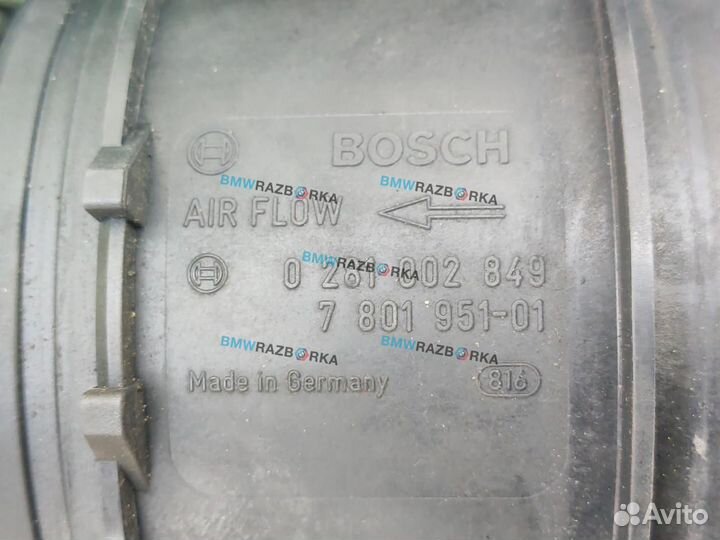 BOSCH
BMWRAZBORKA BMWRAZBORKA
AIR FLOW
BMWRAZBORKA
0 281 002 849
7 801 951-01
BMWRAZBORKA BMWRAZBORKA
Made in Germany 816
Avito